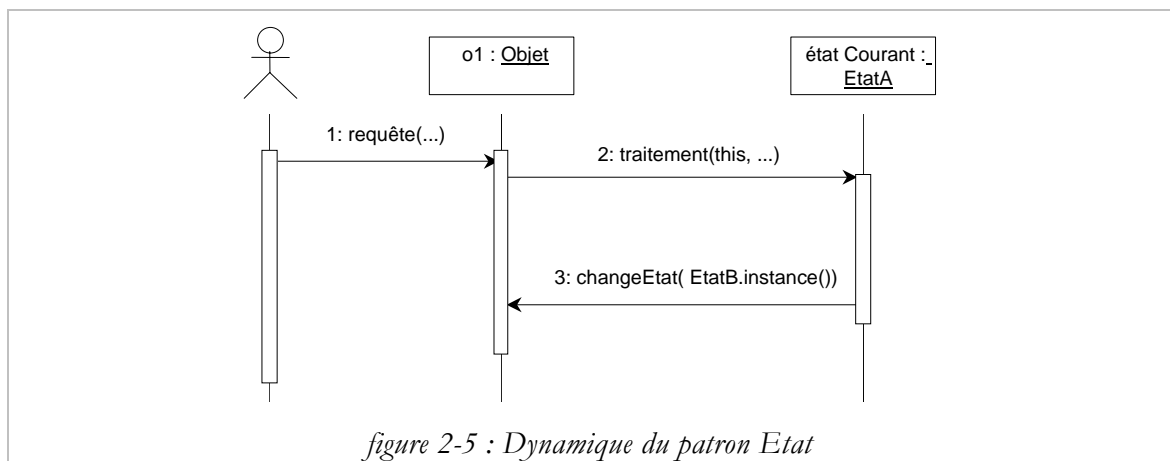 o1 : Objet
état Courant :
EtatA
1: requête(...)
2: traitement(this, ...)
3: changeEtat( EtatB.instance())
figure 2-5 : Dynamique du patron Etat